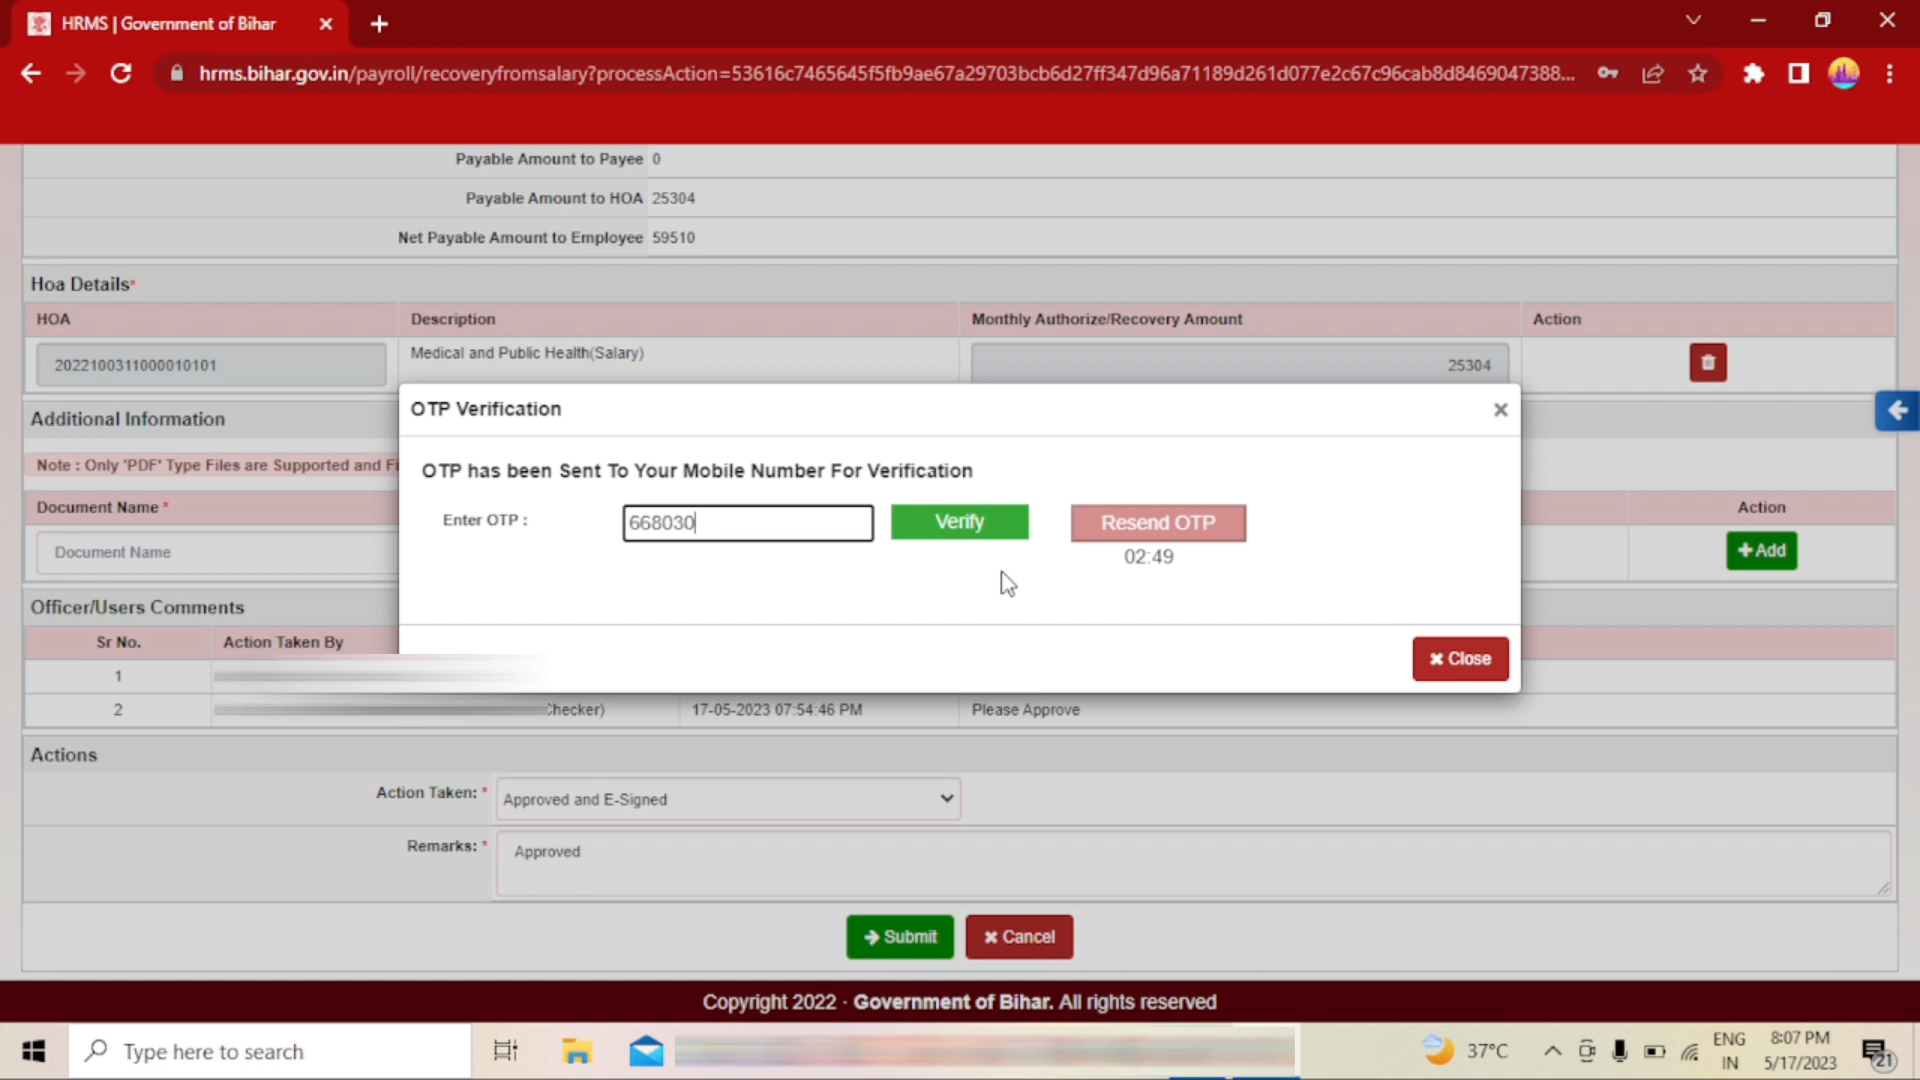 HRMS | Government of Bihar
hrms.bihar.gov.in/payroll/recoveryfromsalary?processAction=53616c7465645f5fb9ae67a29703bcb6d27ff347d96a71189d261d077e2c67c96cab8d8469047388...
Payable Amount to Payee 0
Payable Amount to HOA 25304
Net Payable Amount to Employee 59510
Hoa Details*
HOA Description Monthly Authorize/Recovery Amount Action
2022100311000010101 Medical and Public Health(Salary) 25304
Additional Information
Note : Only 'PDF' Type Files are Supported and
Document Name * Action
Document Name Add
OTP Verification
OTP has been Sent To Your Mobile Number For Verification
Enter OTP : 668030 Verify Resend OTP
02:49
Close
Officer/Users Comments
Sr No. Action Taken By
1
2 Checker) 17-05-2023 07:54:46 PM Please Approve
Actions
Action Taken: * Approved and E-Signed
Remarks: * Approved
Submit Cancel
Copyright 2022 · Government of Bihar. All rights reserved
Type here to search 37°C ENG IN 8:07 PM 5/17/2023 21